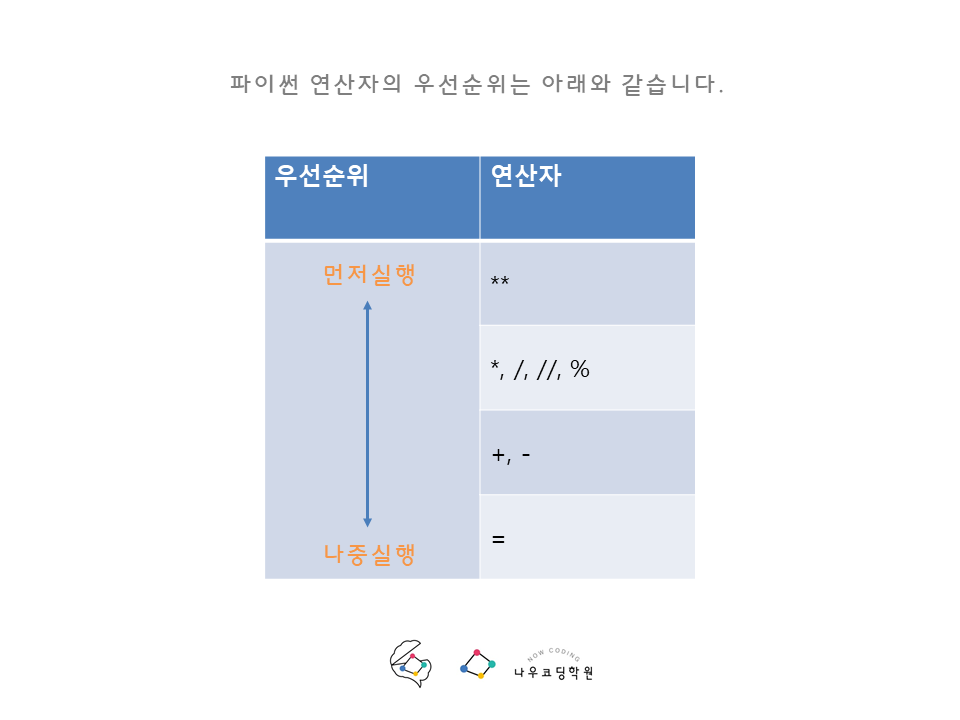 파이썬 연산자의 우선순위는 아래와 같습니다.
우선순위 연산자
먼저실행
**
*, /, //, %
+, -
=
나중실행
NOW CODING
나우코딩학원